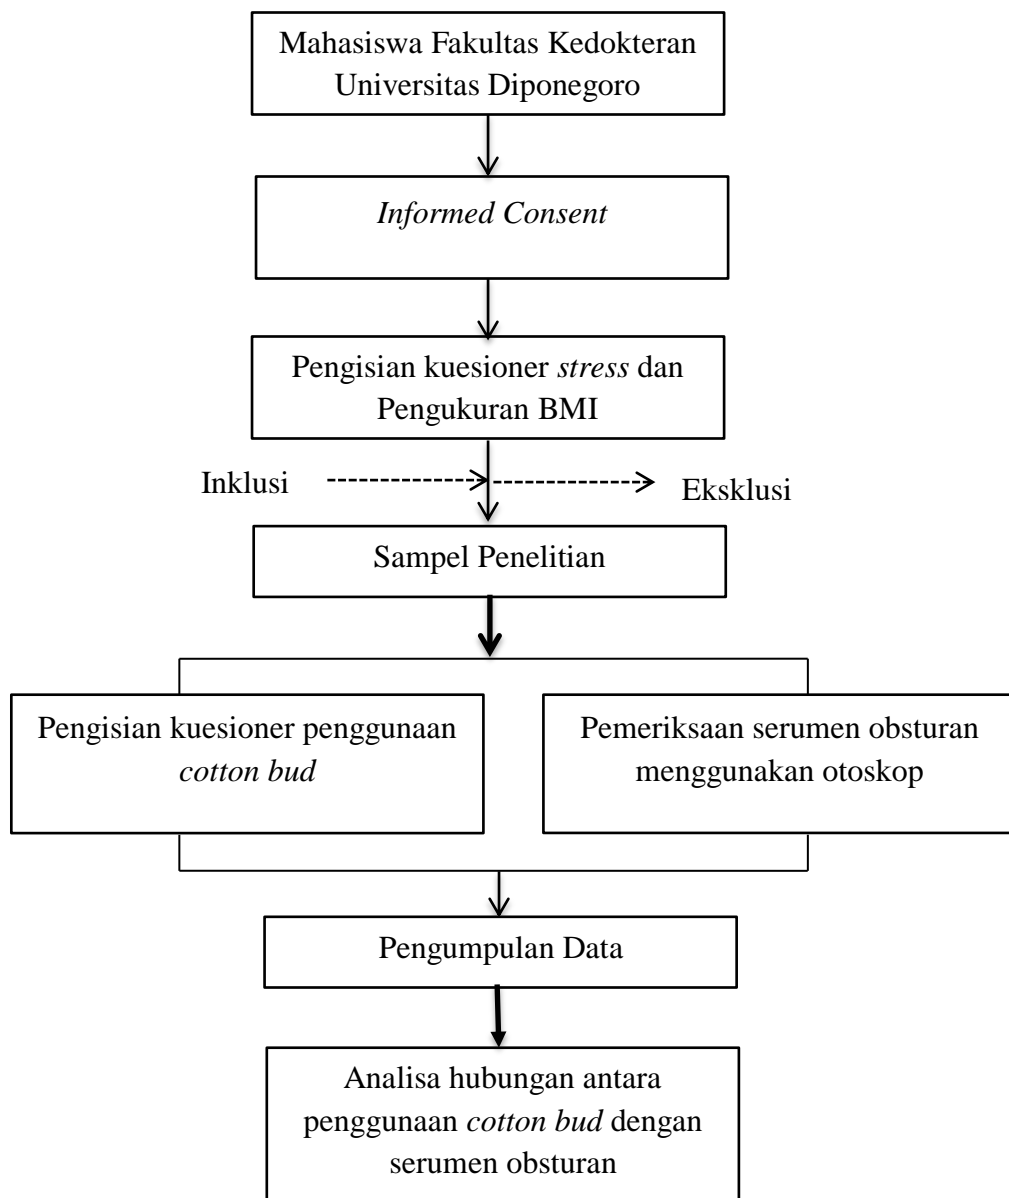 Mahasiswa Fakultas Kedokteran
Universitas Diponegoro
Informed Consent
Pengisian kuesioner stress dan
Pengukuran BMI
Inklusi
Eksklusi
Sampel Penelitian
Pengisian kuesioner penggunaan
cotton bud
Pemeriksaan serumen obsturan
menggunakan otoskop
Pengumpulan Data
Analisa hubungan antara
penggunaan cotton bud dengan
serumen obsturan